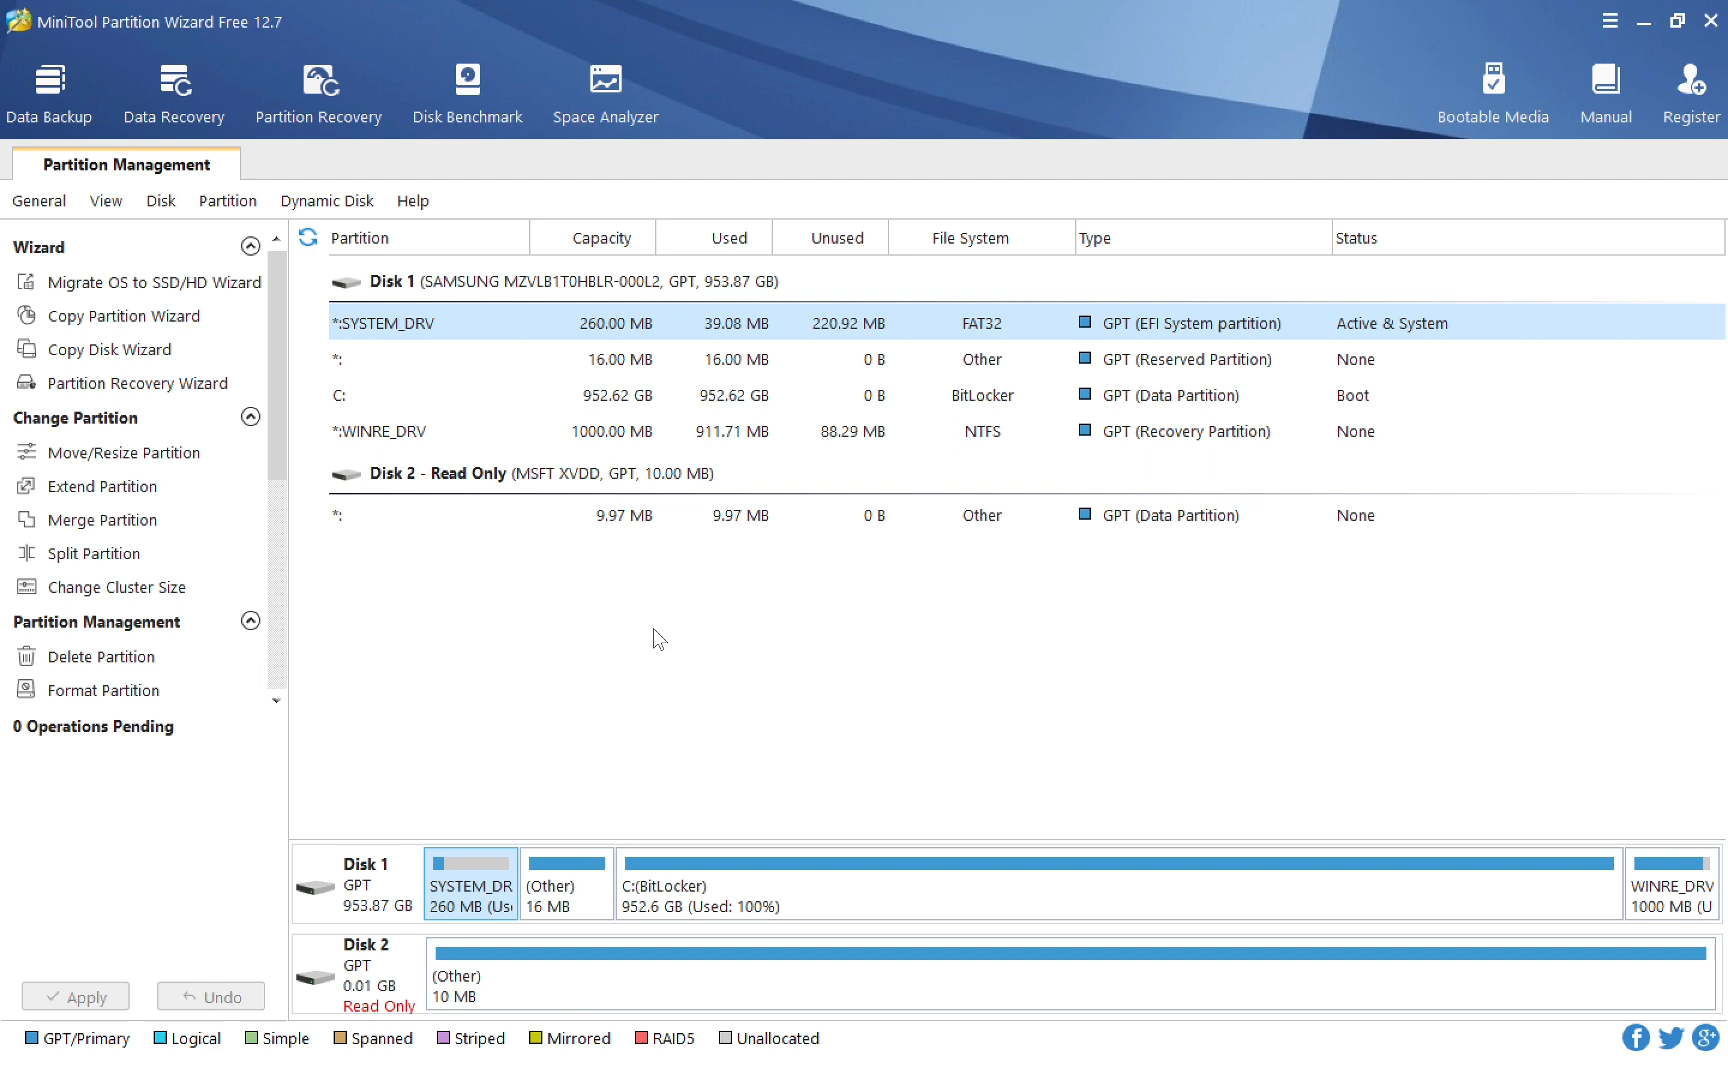 MiniTool Partition Wizard Free 12.7
Data Backup Data Recovery Partition Recovery Disk Benchmark Space Analyzer Bootable Media Manual Register
Partition Management
General View Disk Partition Dynamic Disk Help
Wizard
Migrate OS to SSD/HD Wizard
Copy Partition Wizard
Copy Disk Wizard
Partition Recovery Wizard
Change Partition
Move/Resize Partition
Extend Partition
Merge Partition
Split Partition
Change Cluster Size
Partition Management
Delete Partition
Format Partition
0 Operations Pending
Apply Undo
Partition Capacity Used Unused File System Type Status
Disk 1 (SAMSUNG MZVLB1T0HBLR-000L2, GPT, 953.87 GB)
*:SYSTEM_DRV 260.00 MB 39.08 MB 220.92 MB FAT32 GPT (EFI System partition) Active & System
*: 16.00 MB 16.00 MB 0 B Other GPT (Reserved Partition) None
C: 952.62 GB 952.62 GB 0 B BitLocker GPT (Data Partition) Boot
*:WINRE_DRV 1000.00 MB 911.71 MB 88.29 MB NTFS GPT (Recovery Partition) None
Disk 2 - Read Only (MSFT XVDD, GPT, 10.00 MB)
*: 9.97 MB 9.97 MB 0 B Other GPT (Data Partition) None
Disk 1
GPT
953.87 GB
SYSTEM_DR
260 MB (Us
(Other)
16 MB
C:(BitLocker)
952.6 GB (Used: 100%)
WINRE_DRV
1000 MB (U
Disk 2
GPT
0.01 GB
Read Only
(Other)
10 MB
GPT/Primary Logical Simple Spanned Striped Mirrored RAID5 Unallocated
f g+